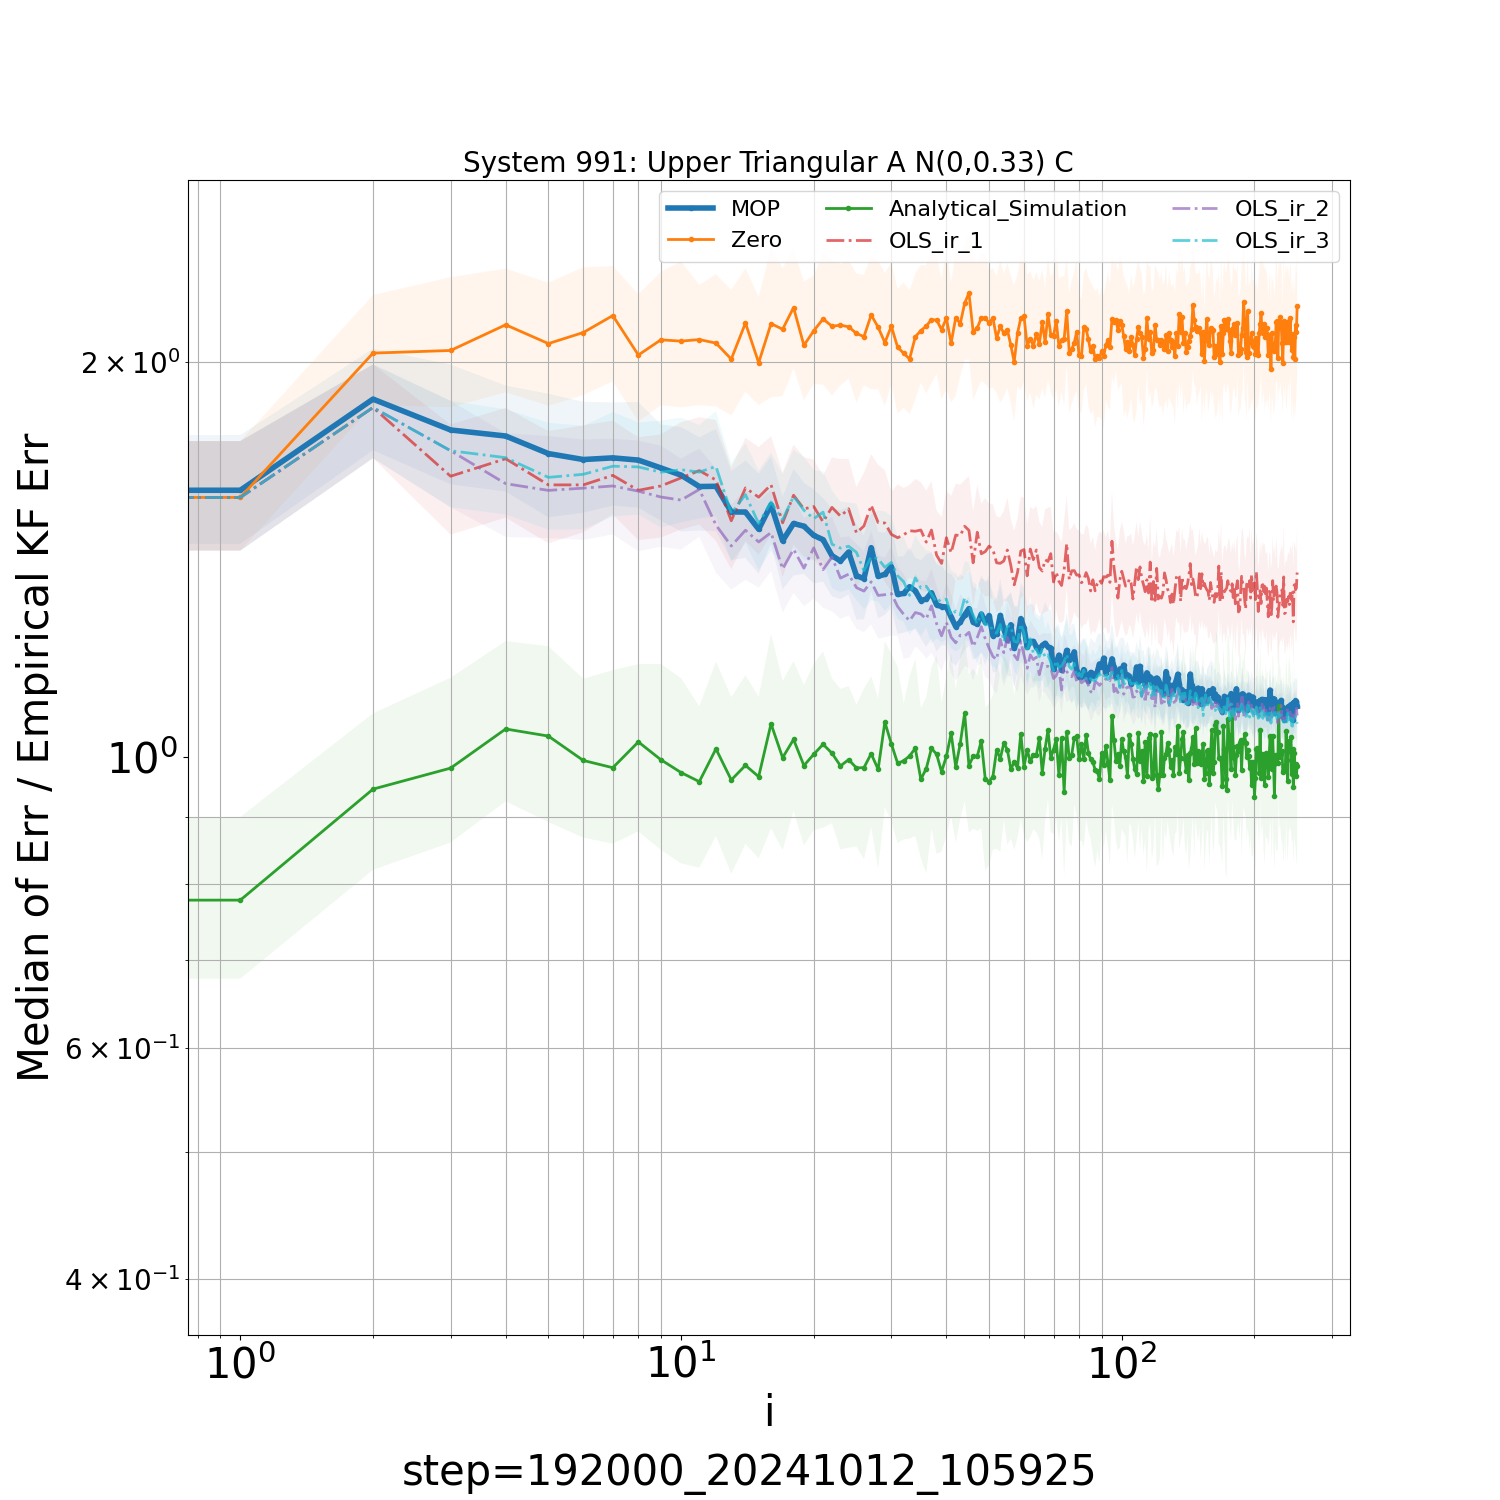 System 991: Upper Triangular A N(0,0.33) C
MOP
Zero
Analytical_Simulation
OLS_ir_1
OLS_ir_2
OLS_ir_3
Median of Err / Empirical KF Err
2 × 10⁰
10⁰
6 × 10⁻¹
4 × 10⁻¹
10⁰ 10¹ 10²
i
step=192000_20241012_105925